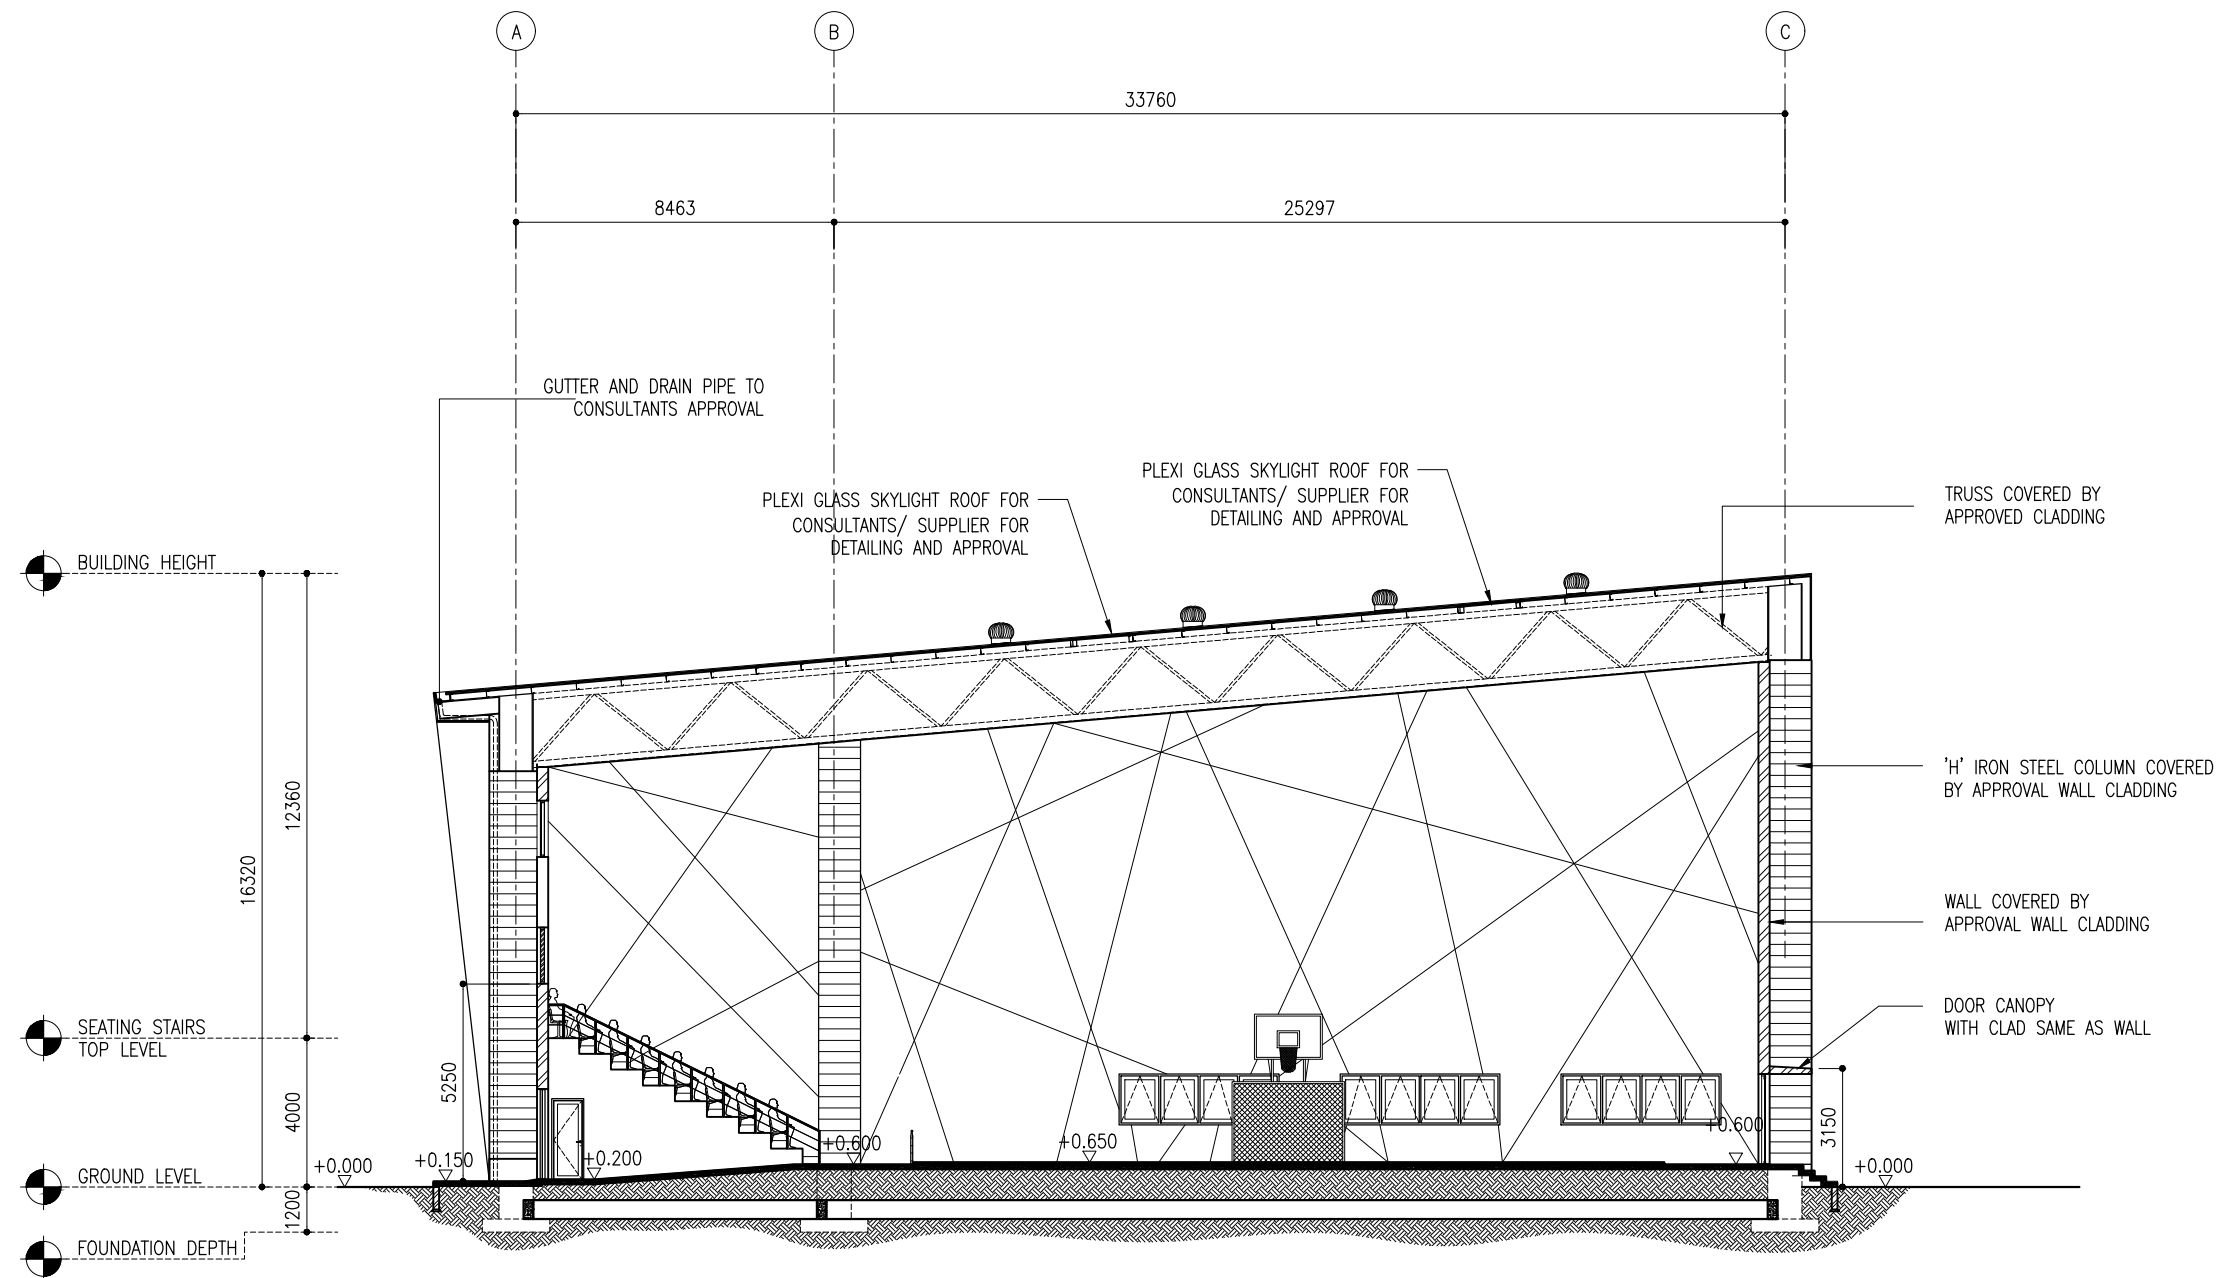 A
B
C
33760
8463
25297
GUTTER AND DRAIN PIPE TO
CONSULTANTS APPROVAL
PLEXI GLASS SKYLIGHT ROOF FOR
CONSULTANTS/ SUPPLIER FOR
DETAILING AND APPROVAL
PLEXI GLASS SKYLIGHT ROOF FOR
CONSULTANTS/ SUPPLIER FOR
DETAILING AND APPROVAL
TRUSS COVERED BY
APPROVED CLADDING
BUILDING HEIGHT
'H' IRON STEEL COLUMN COVERED
BY APPROVAL WALL CLADDING
12360
16320
WALL COVERED BY
APPROVAL WALL CLADDING
DOOR CANOPY
WITH CLAD SAME AS WALL
SEATING STAIRS
TOP LEVEL
5250
4000
3150
+0.600
+0.650
+0.600
+0.000
+0.150
+0.200
+0.000
GROUND LEVEL
1200
FOUNDATION DEPTH